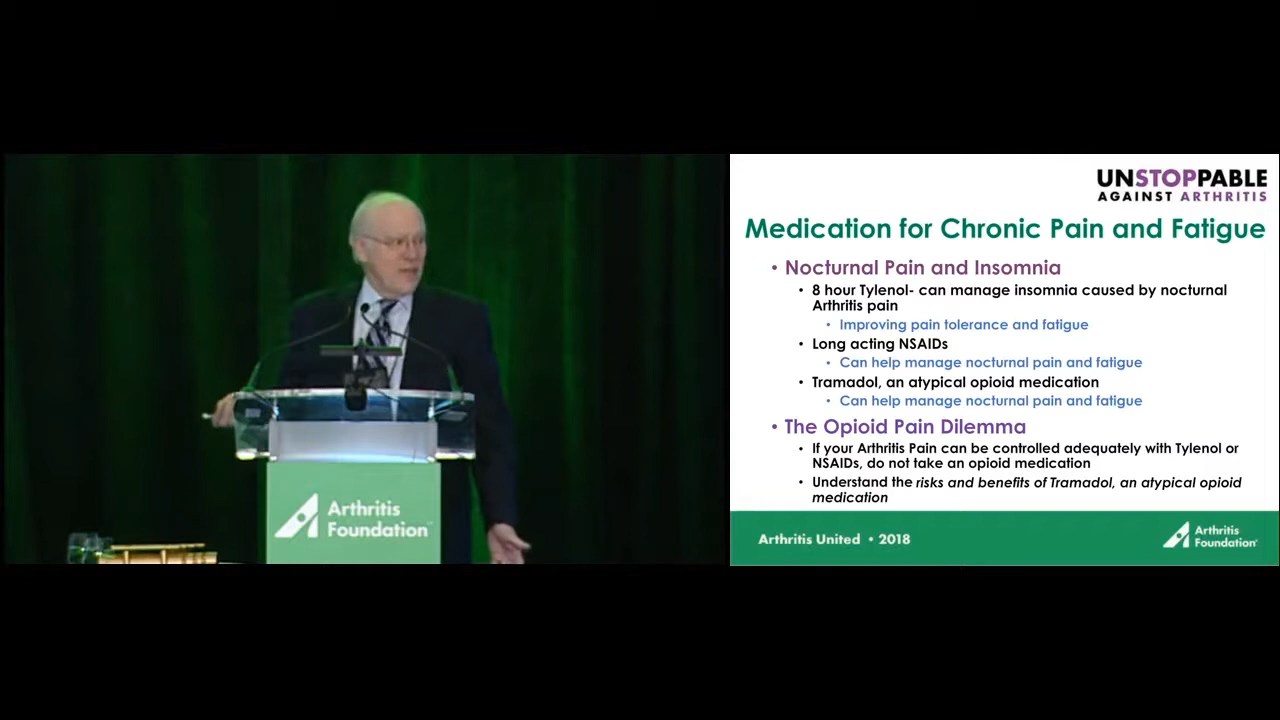 Arthritis
Foundation
UNSTOPPABLE
AGAINST ARTHRITIS
Medication for Chronic Pain and Fatigue
• Nocturnal Pain and Insomnia
• 8 hour Tylenol- can manage insomnia caused by nocturnal
Arthritis pain
• Improving pain tolerance and fatigue
• Long acting NSAIDs
• Can help manage nocturnal pain and fatigue
• Tramadol, an atypical opioid medication
• Can help manage nocturnal pain and fatigue
• The Opioid Pain Dilemma
• If your Arthritis Pain can be controlled adequately with Tylenol or
NSAIDs, do not take an opioid medication
• Understand the risks and benefits of Tramadol, an atypical opioid
medication
Arthritis United • 2018
Arthritis
Foundation